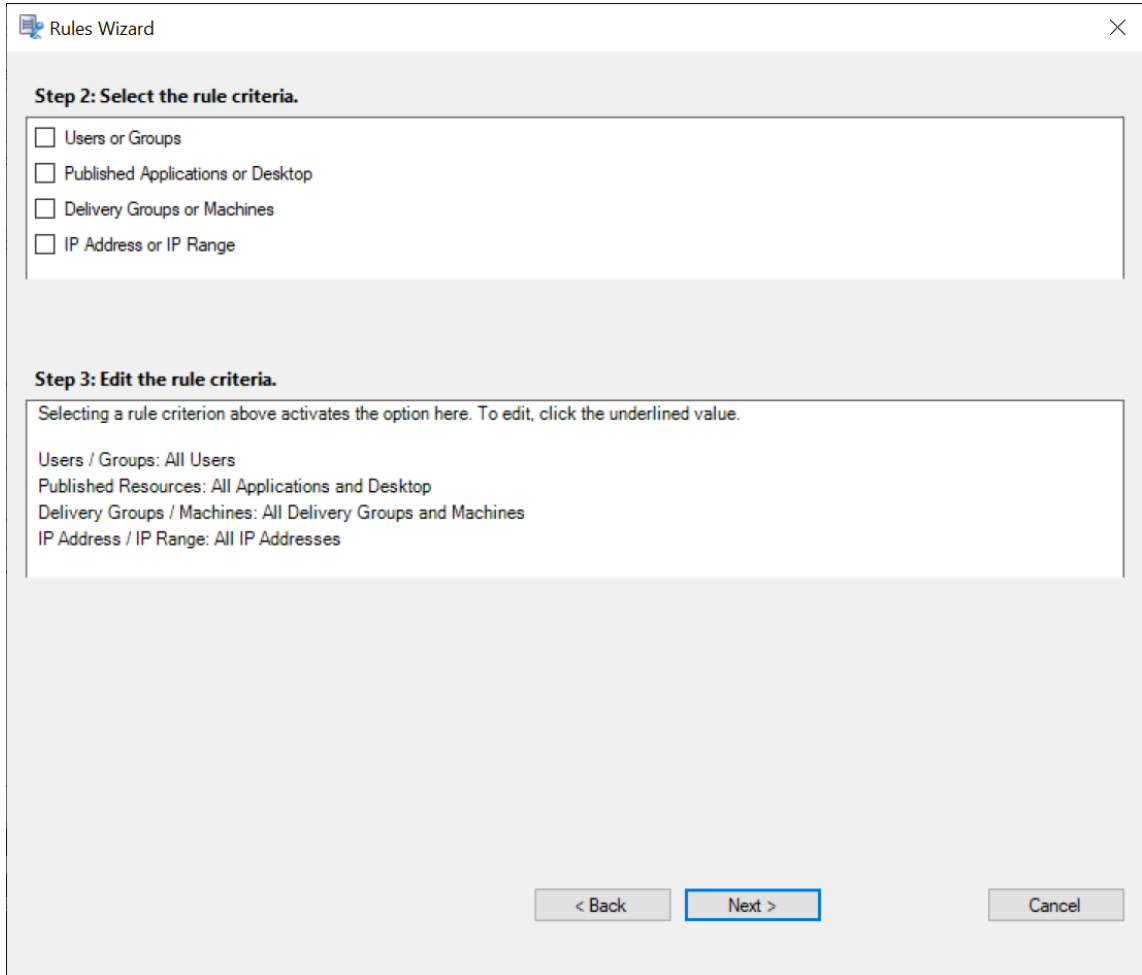 Rules Wizard
Step 2: Select the rule criteria.
Users or Groups
Published Applications or Desktop
Delivery Groups or Machines
IP Address or IP Range
Step 3: Edit the rule criteria.
Selecting a rule criterion above activates the option here. To edit, click the underlined value.
Users / Groups: All Users
Published Resources: All Applications and Desktop
Delivery Groups / Machines: All Delivery Groups and Machines
IP Address / IP Range: All IP Addresses
< Back Next > Cancel